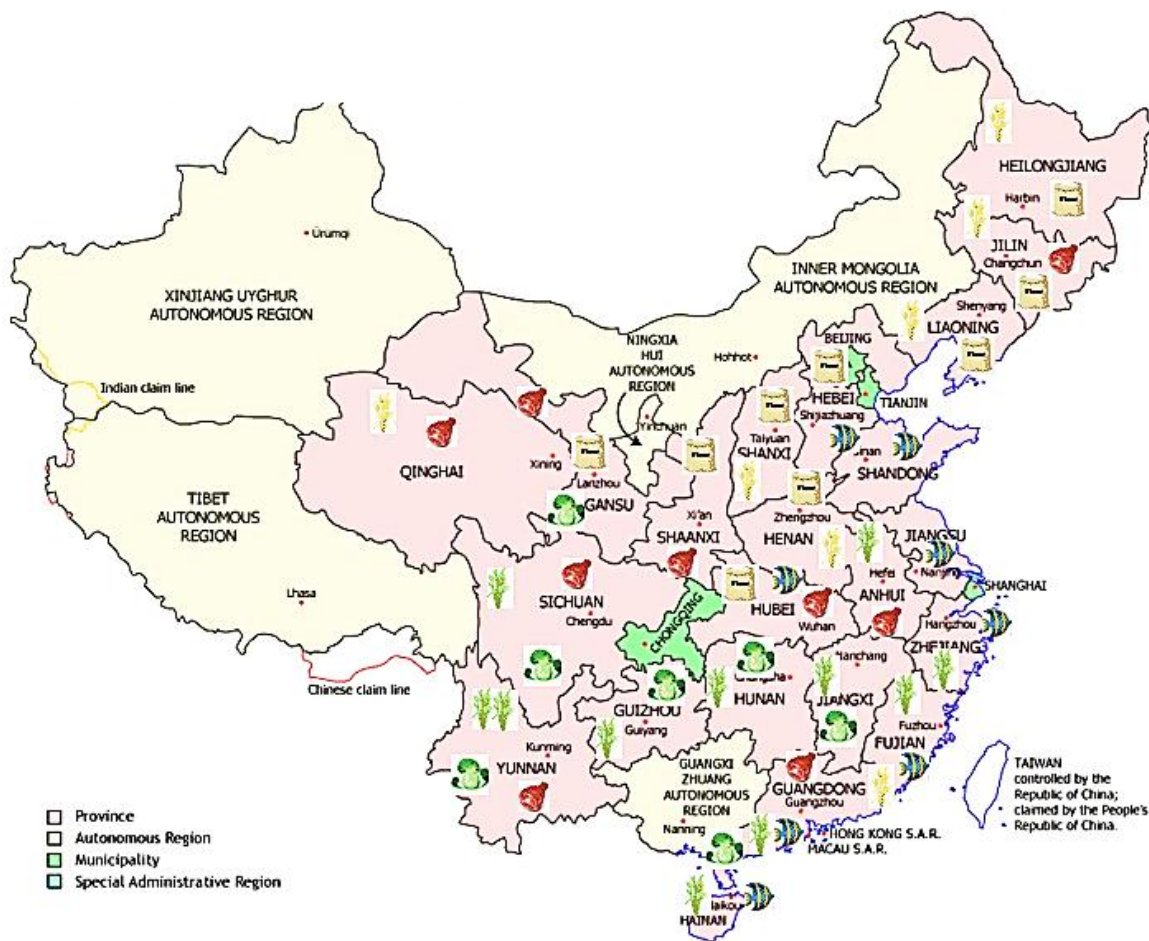 HEILONGJIANG
Harbin
JILIN
Changchun
INNER MONGOLIA
AUTONOMOUS REGION
Ürümqi
XINJIANG UYGHUR
AUTONOMOUS REGION
Shenyang
LIAONING
BEIJING
NINGXIA
HUI
AUTONOMOUS
REGION
Hohhot
Indian claim line
HEBEI
TIANJIN
Shijiazhuang
Yinchuan
Taiyuan
SHANXI
QINGHAI
Xining
Lanzhou
GANSU
inan
SHANDONG
TIBET
AUTONOMOUS
REGION
Xi'an
SHAANXI
Zhengzhou
HENAN
JIANGSU
Hefei
Nanjing
SHANGHAI
ANHUI
Lhasa
SICHUAN
Chengdu
CHONGQING
HUBEI
Wuhan
Hangzhou
ZHEJIANG
Chinese claim line
Nanchang
Changsha
HUNAN
JIANGXI
GUIZHOU
Guiyang
Fuzhou
FUJIAN
Kunming
YUNNAN
GUANGXI
ZHUANG
AUTONOMOUS
REGION
Nanning
GUANGDONG
Guangzhou
TAIWAN
controlled by the
Republic of China;
claimed by the People's
Republic of China.
HONG KONG S.A.R.
MACAU S.A.R.
Haikou
HAINAN
Province
Autonomous Region
Municipality
Special Administrative Region